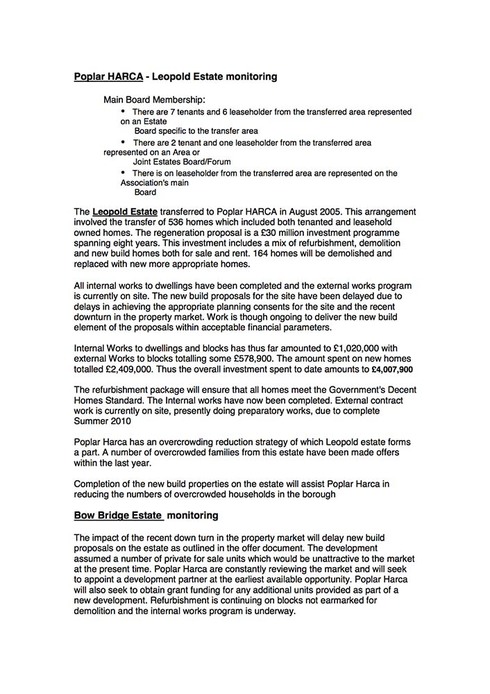 Poplar HARCA - Leopold Estate monitoring
Main Board Membership:
• There are 7 tenants and 6 leaseholder from the transferred area represented
on an Estate
Board specific to the transfer area
• There are 2 tenant and one leaseholder from the transferred area
represented on an Area or
Joint Estates Board/Forum
• There is on leaseholder from the transferred area are represented on the
Association's main
Board
The Leopold Estate transferred to Poplar HARCA in August 2005. This arrangement
involved the transfer of 536 homes which included both tenanted and leasehold
owned homes. The regeneration proposal is a £30 million investment programme
spanning eight years. This investment includes a mix of refurbishment, demolition
and new build homes both for sale and rent. 164 homes will be demolished and
replaced with new more appropriate homes.
All internal works to dwellings have been completed and the external works program
is currently on site. The new build proposals for the site have been delayed due to
delays in achieving the appropriate planning consents for the site and the recent
downturn in the property market. Work is though ongoing to deliver the new build
element of the proposals within acceptable financial parameters.
Internal Works to dwellings and blocks has thus far amounted to £1,020,000 with
external Works to blocks totalling some £578,900. The amount spent on new homes
totalled £2,409,000. Thus the overall investment spent to date amounts to £4,007,900
The refurbishment package will ensure that all homes meet the Government's Decent
Homes Standard. The Internal works have now been completed. External contract
work is currently on site, presently doing preparatory works, due to complete
Summer 2010
Poplar Harca has an overcrowding reduction strategy of which Leopold estate forms
a part. A number of overcrowded families from this estate have been made offers
within the last year.
Completion of the new build properties on the estate will assist Poplar Harca in
reducing the numbers of overcrowded households in the borough
Bow Bridge Estate monitoring
The impact of the recent down turn in the property market will delay new build
proposals on the estate as outlined in the offer document. The development
assumed a number of private for sale units which would be unattractive to the market
at the present time. Poplar Harca are constantly reviewing the market and will seek
to appoint a development partner at the earliest available opportunity. Poplar Harca
will also seek to obtain grant funding for any additional units provided as part of a
new development. Refurbishment is continuing on blocks not earmarked for
demolition and the internal works program is underway.